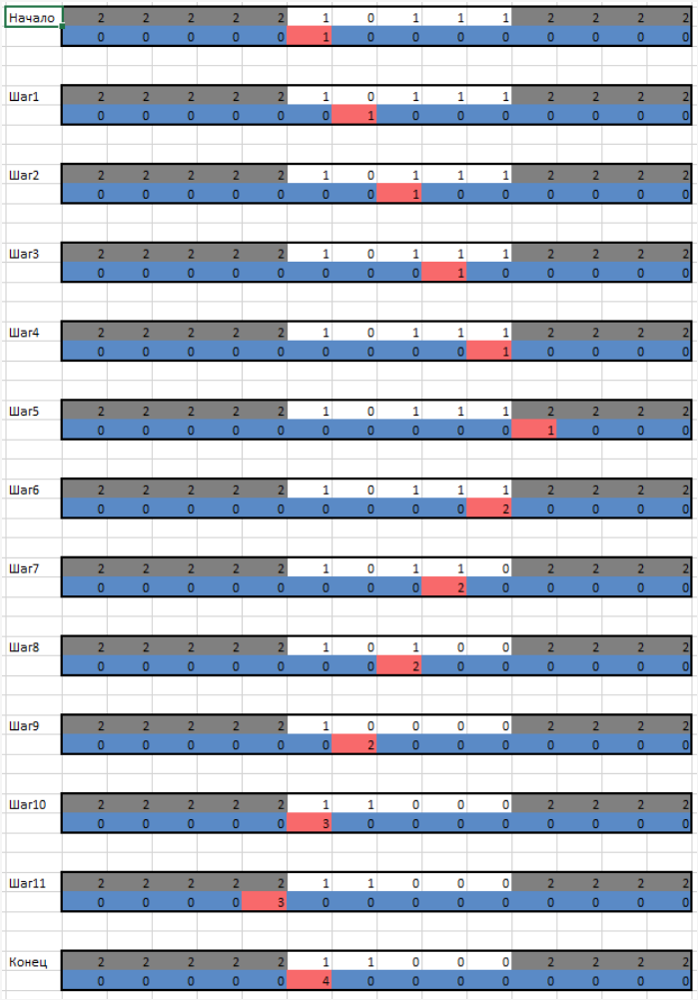 Начало 2 2 2 2 2 1 0 1 1 1 2 2 2 2
0 0 0 0 0 1 0 0 0 0 0 0 0 0
Шаг1 2 2 2 2 2 1 0 1 1 1 2 2 2 2
0 0 0 0 0 0 1 0 0 0 0 0 0 0
Шаг2 2 2 2 2 2 1 0 1 1 1 2 2 2 2
0 0 0 0 0 0 0 1 0 0 0 0 0 0
Шаг3 2 2 2 2 2 1 0 1 1 1 2 2 2 2
0 0 0 0 0 0 0 0 1 0 0 0 0 0
Шаг4 2 2 2 2 2 1 0 1 1 1 2 2 2 2
0 0 0 0 0 0 0 0 0 1 0 0 0 0
Шаг5 2 2 2 2 2 1 0 1 1 1 2 2 2 2
0 0 0 0 0 0 0 0 0 0 1 0 0 0
Шаг6 2 2 2 2 2 1 0 1 1 1 2 2 2 2
0 0 0 0 0 0 0 0 0 2 0 0 0 0
Шаг7 2 2 2 2 2 1 0 1 1 0 2 2 2 2
0 0 0 0 0 0 0 0 2 0 0 0 0 0
Шаг8 2 2 2 2 2 1 0 1 0 0 2 2 2 2
0 0 0 0 0 0 0 2 0 0 0 0 0 0
Шаг9 2 2 2 2 2 1 0 0 0 0 2 2 2 2
0 0 0 0 0 0 2 0 0 0 0 0 0 0
Шаг10 2 2 2 2 2 1 1 0 0 0 2 2 2 2
0 0 0 0 0 3 0 0 0 0 0 0 0 0
Шаг11 2 2 2 2 2 1 1 0 0 0 2 2 2 2
0 0 0 0 3 0 0 0 0 0 0 0 0 0
Конец 2 2 2 2 2 1 1 0 0 0 2 2 2 2
0 0 0 0 0 4 0 0 0 0 0 0 0 0